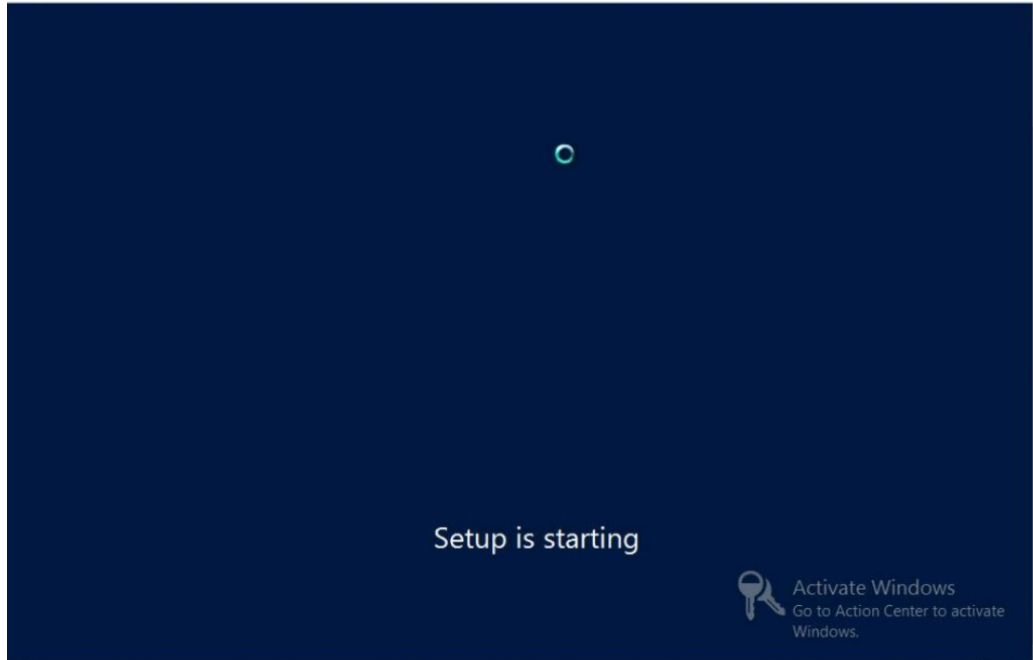 Setup is starting
Activate Windows
Go to Action Center to activate
Windows.